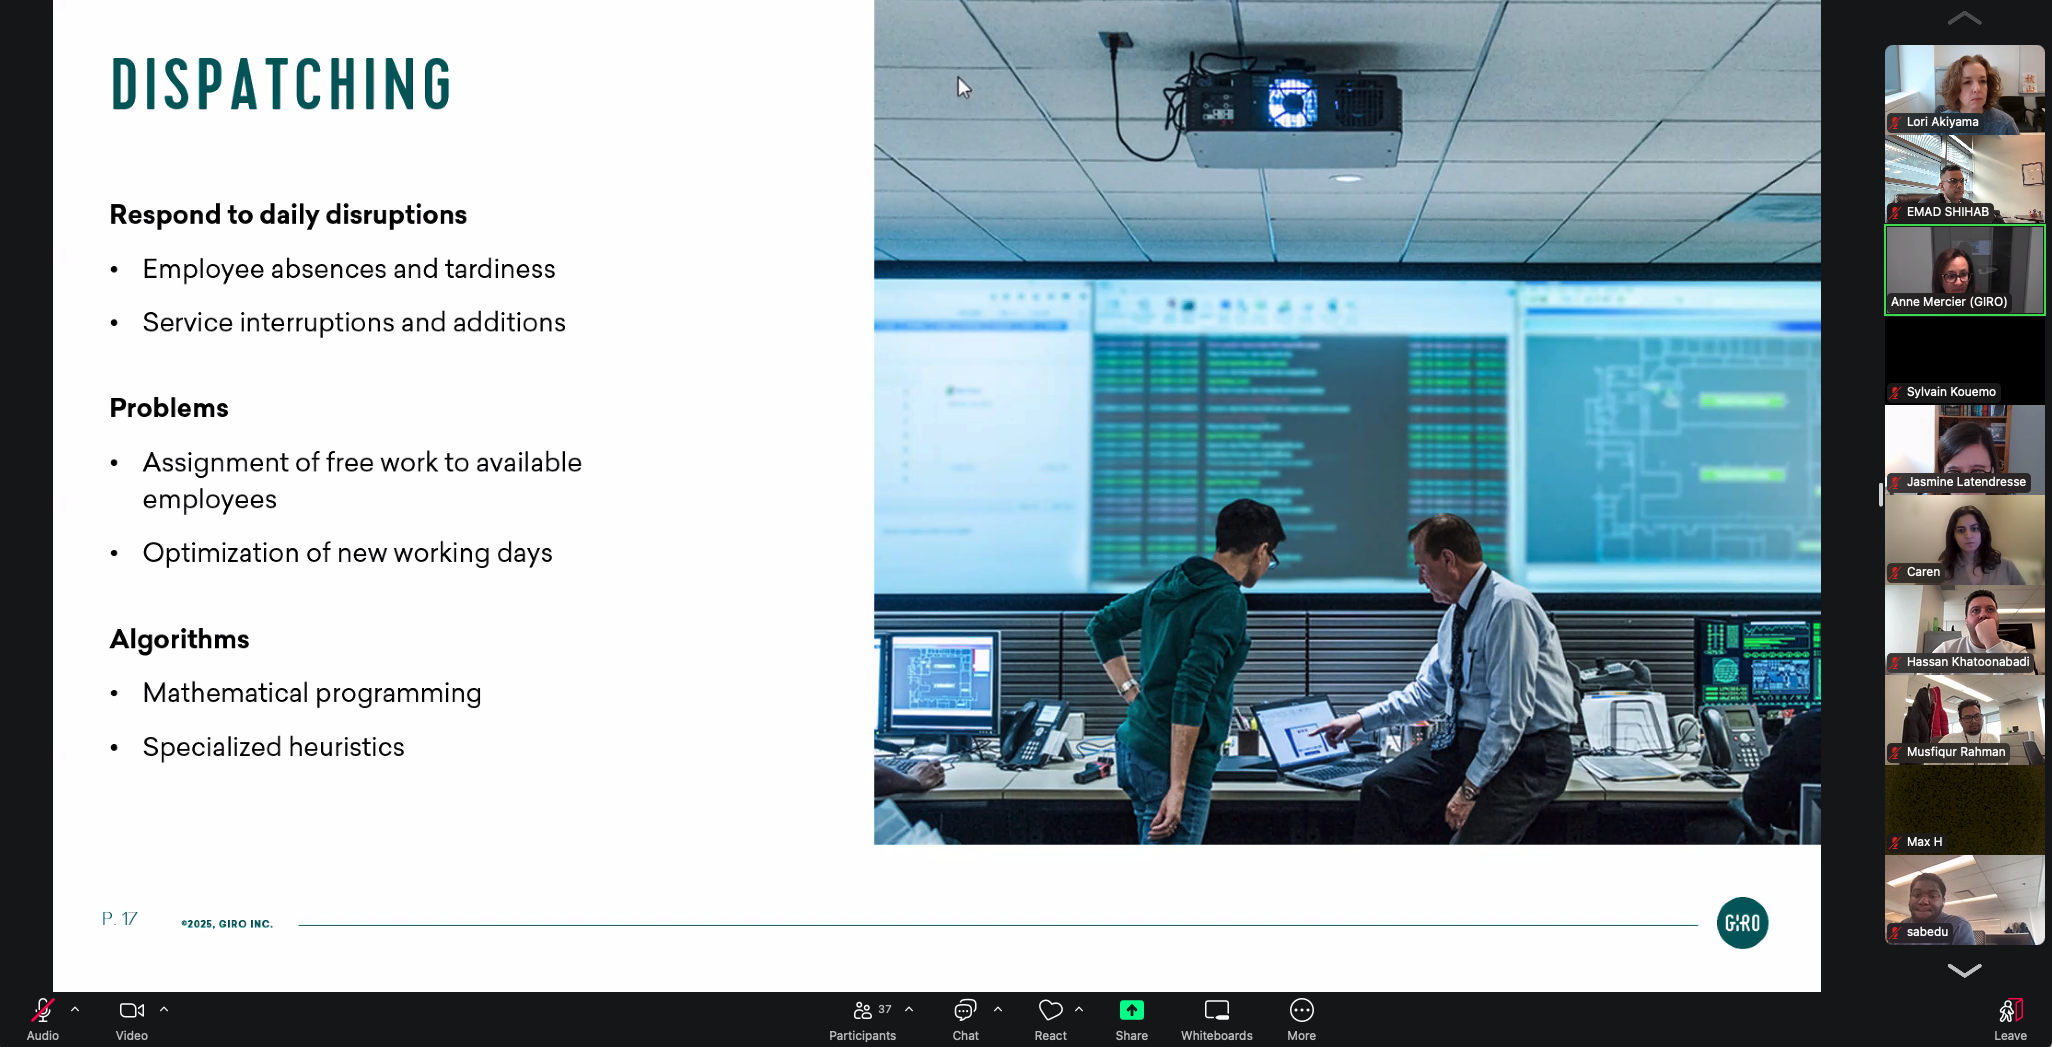 DISPATCHING
Respond to daily disruptions
• Employee absences and tardiness
• Service interruptions and additions
Problems
• Assignment of free work to available
employees
• Optimization of new working days
Algorithms
• Mathematical programming
• Specialized heuristics
P. 17
©2025, GIRO INC.
GIRO
Lori Akiyama
EMAD SHIHAB
Anne Mercier (GIRO)
Sylvain Kouemo
Jasmine Latendresse
Caren
Hassan Khatoonabadi
Musfiqur Rahman
Max H
sabedu
Audio
Video
37
Participants
Chat
React
Share
Whiteboards
More
Leave